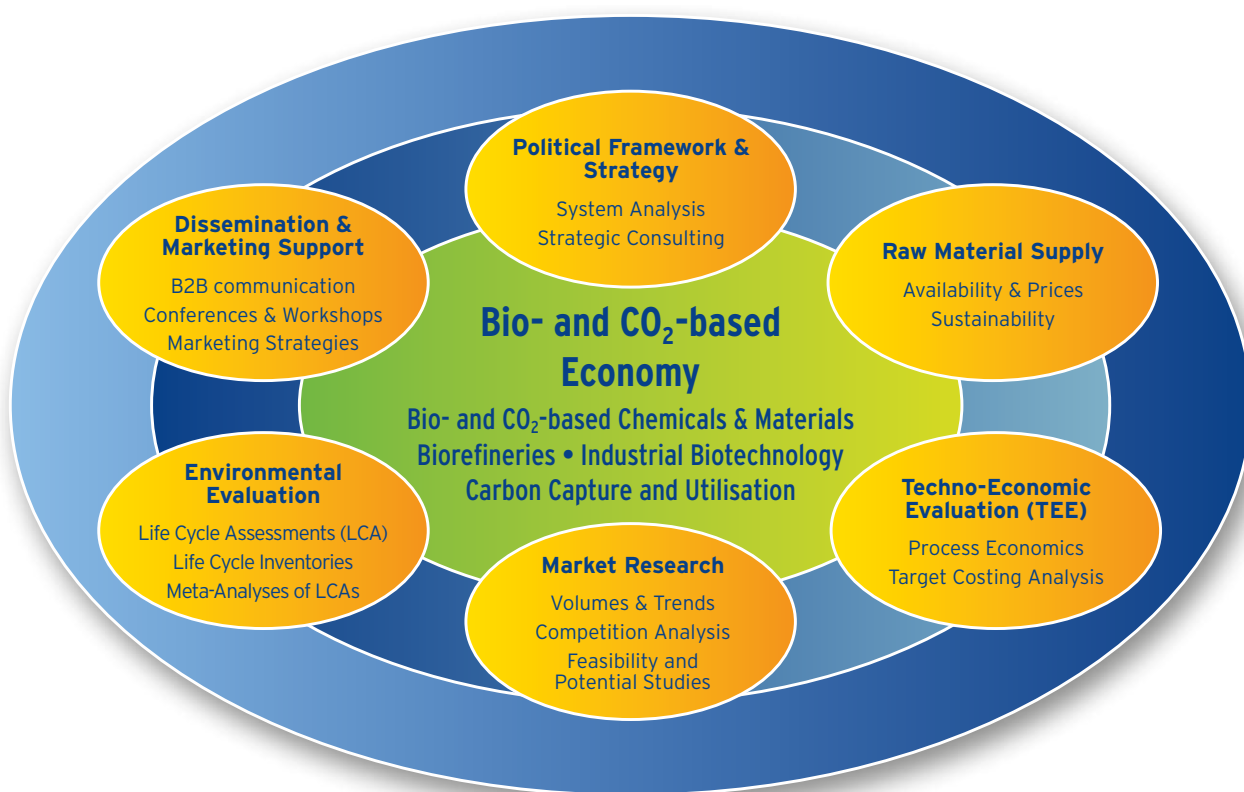 Political Framework &
Strategy
System Analysis
Strategic Consulting
Dissemination &
Marketing Support
B2B communication
Conferences & Workshops
Marketing Strategies
Raw Material Supply
Availability & Prices
Sustainability
Bio- and CO₂-based
Economy
Bio- and CO₂-based Chemicals & Materials
Biorefineries • Industrial Biotechnology
Carbon Capture and Utilisation
Environmental
Evaluation
Life Cycle Assessments (LCA)
Life Cycle Inventories
Meta-Analyses of LCAs
Techno-Economic
Evaluation (TEE)
Process Economics
Target Costing Analysis
Market Research
Volumes & Trends
Competition Analysis
Feasibility and
Potential Studies